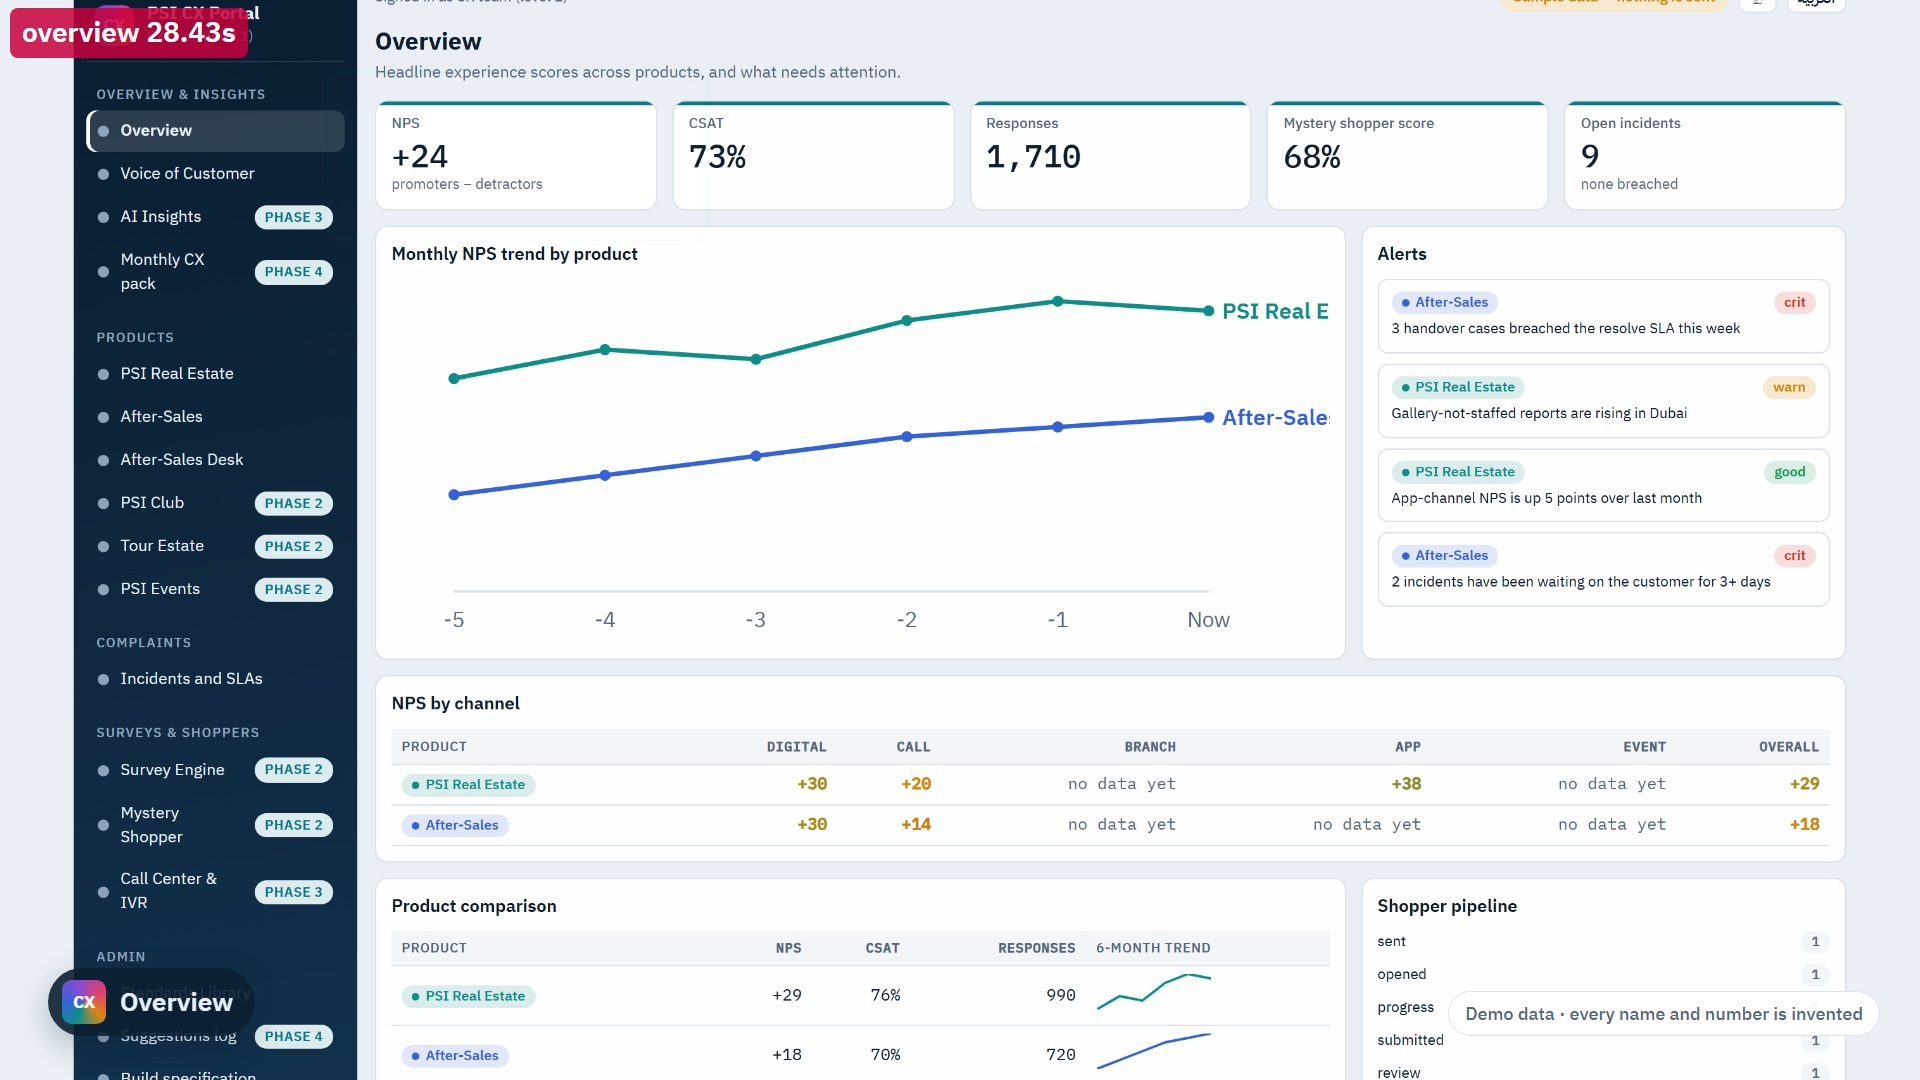 overview 28.43s
PSI CX Portal
Overview
Headline experience scores across products, and what needs attention.
OVERVIEW & INSIGHTS
Overview
Voice of Customer
AI Insights PHASE 3
Monthly CX pack PHASE 4
PRODUCTS
PSI Real Estate
After-Sales
After-Sales Desk
PSI Club PHASE 2
Tour Estate PHASE 2
PSI Events PHASE 2
COMPLAINTS
Incidents and SLAs
SURVEYS & SHOPPERS
Survey Engine PHASE 2
Mystery Shopper PHASE 2
Call Center & IVR PHASE 3
ADMIN
Standards Library
Suggestions log PHASE 4
Build specification
CX Overview
NPS
+24
promoters – detractors
CSAT
73%
Responses
1,710
Mystery shopper score
68%
Open incidents
9
none breached
Monthly NPS trend by product
PSI Real E
After-Sales
-5 -4 -3 -2 -1 Now
Alerts
After-Sales crit
3 handover cases breached the resolve SLA this week
PSI Real Estate warn
Gallery-not-staffed reports are rising in Dubai
PSI Real Estate good
App-channel NPS is up 5 points over last month
After-Sales crit
2 incidents have been waiting on the customer for 3+ days
NPS by channel
PRODUCT DIGITAL CALL BRANCH APP EVENT OVERALL
PSI Real Estate +30 +20 no data yet +38 no data yet +29
After-Sales +30 +14 no data yet no data yet no data yet +18
Product comparison
PRODUCT NPS CSAT RESPONSES 6-MONTH TREND
PSI Real Estate +29 76% 990
After-Sales +18 70% 720
Shopper pipeline
sent 1
opened 1
progress
submitted 1
review 1
Demo data · every name and number is invented